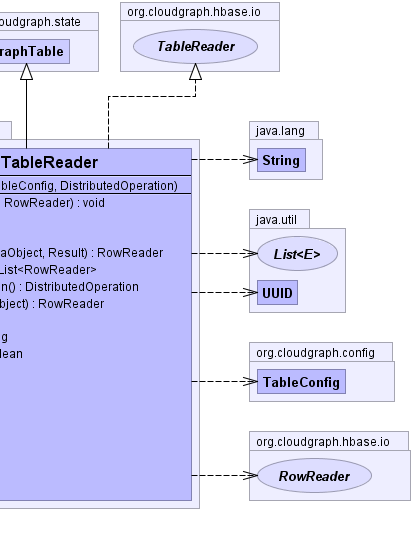 oudgraph.state
org.cloudgraph.hbase.io
raphTable
TableReader
java.lang
String
TableReader
bleConfig, DistributedOperation)
RowReader) : void
java.util
aObject, Result) : RowReader
List<E>
List<RowReader>
n() : DistributedOperation
UUID
bject) : RowReader
g
lean
org.cloudgraph.config
TableConfig
org.cloudgraph.hbase.io
RowReader